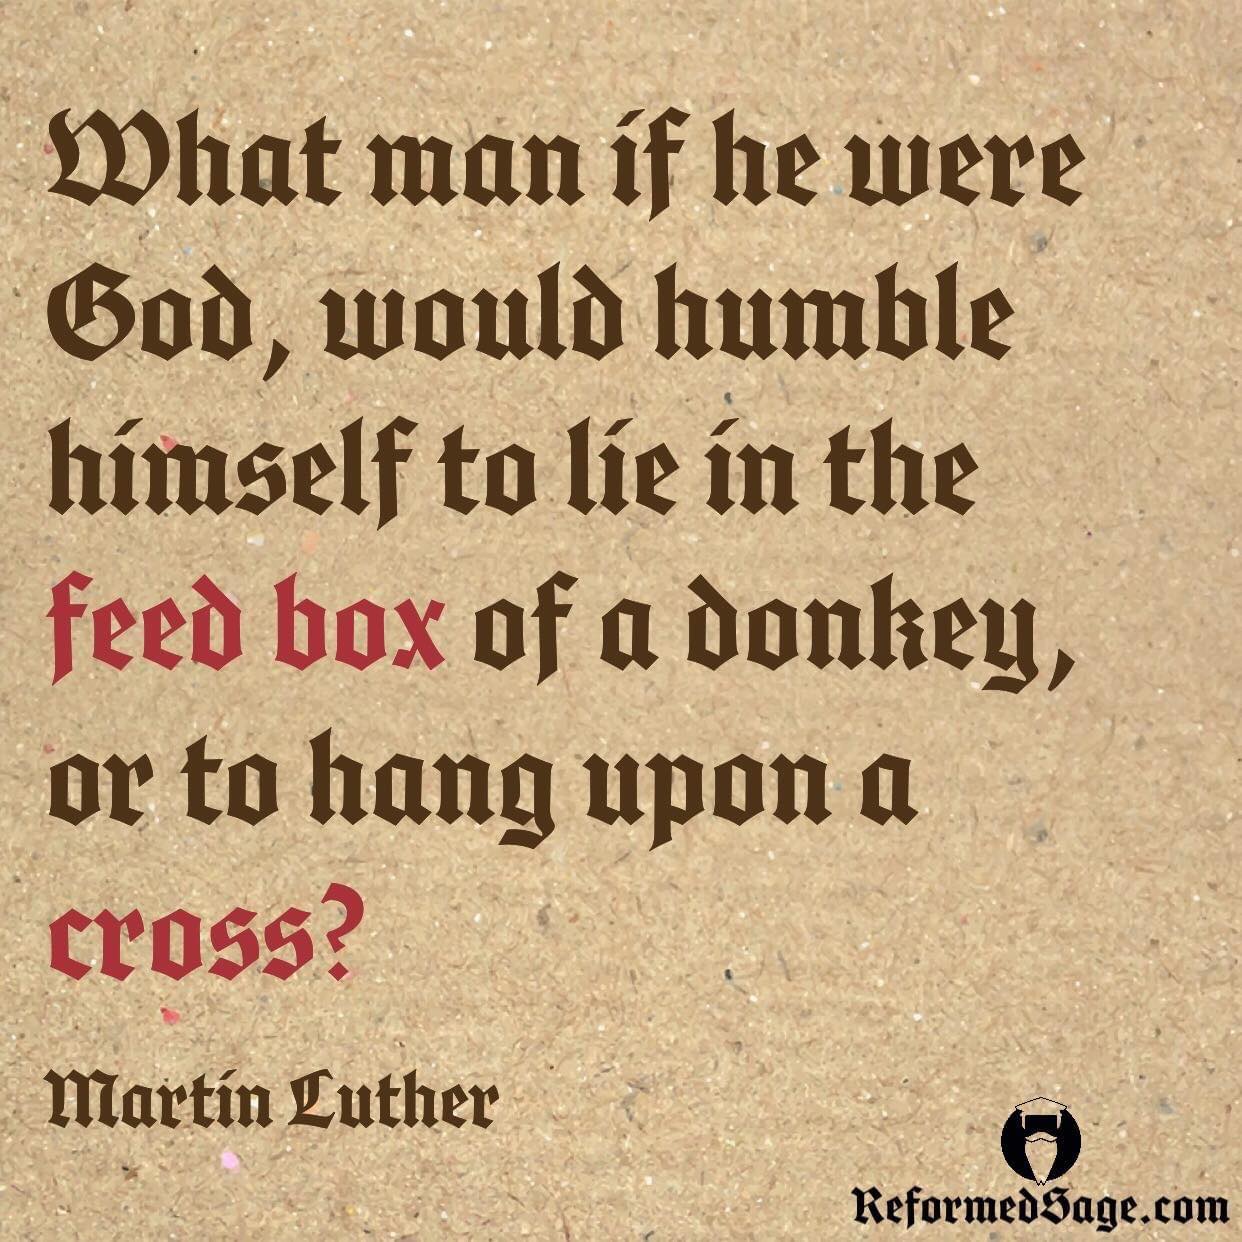 What man if he were
God, would humble
himself to lie in the
feed box of a donkey,
or to hang upon a
cross?
Martin Luther
ReformedSage.com